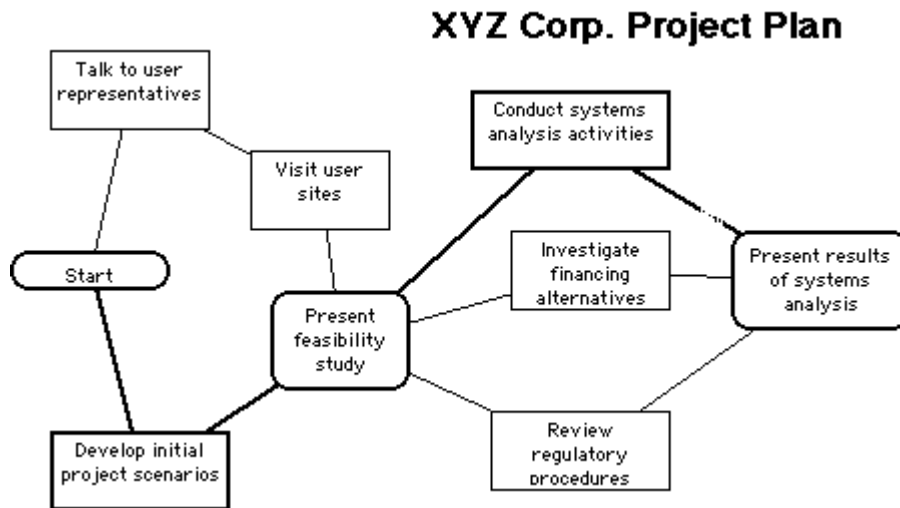 XYZ Corp. Project Plan
Talk to user
representatives
Conduct systems
analysis activities
Visit user
sites
Start
Investigate
financing
alternatives
Present results
of systems
analysis
Present
feasibility
study
Develop initial
project scenarios
Review
regulatory
procedures